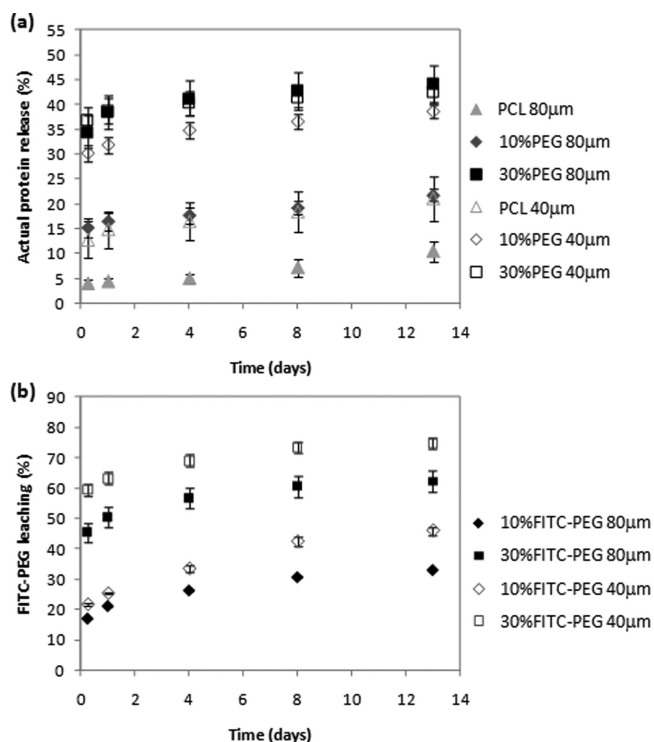 (a)
Actual protein release (%)
55
50
45
40
35
30
25
20
15
10
5
0
0 2 4 6 8 10 12 14
Time (days)
PCL 80µm
10%PEG 80µm
30%PEG 80µm
PCL 40µm
10%PEG 40µm
30%PEG 40µm
(b)
FITC-PEG leaching (%)
90
80
70
60
50
40
30
20
10
0
0 2 4 6 8 10 12 14
Time (days)
10%FITC-PEG 80µm
30%FITC-PEG 80µm
10%FITC-PEG 40µm
30%FITC-PEG 40µm